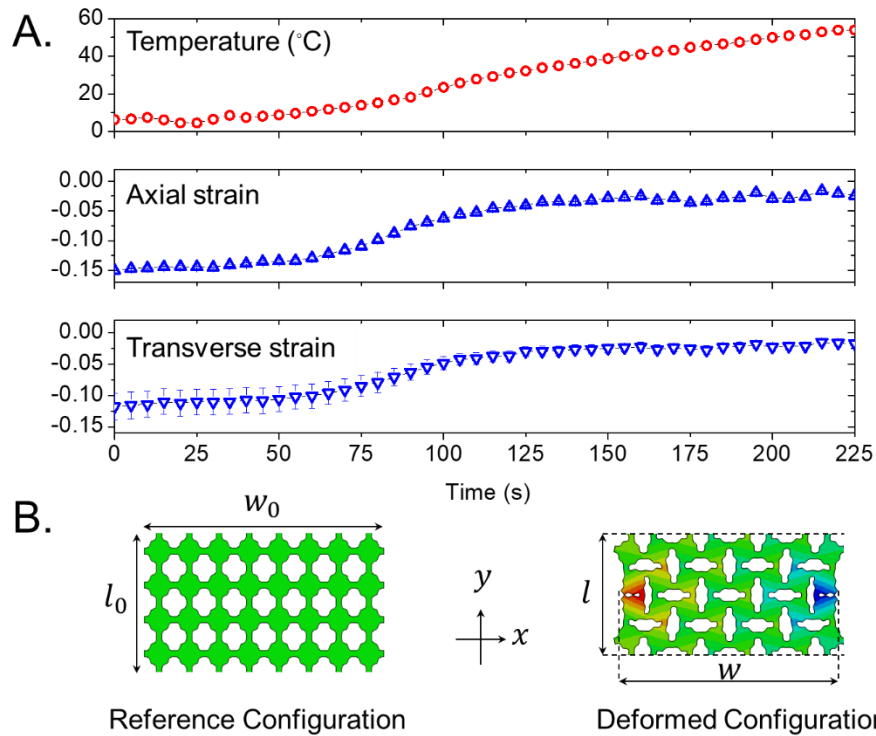 A.
60
40
20
0
Temperature (°C)
0.00
-0.05
-0.10
-0.15
Axial strain
0.00
-0.05
-0.10
-0.15
Transverse strain
0 25 50 75 100 125 150 175 200 225
Time (s)
B.
w₀
l₀
y
x
l
w
Reference Configuration
Deformed Configuration